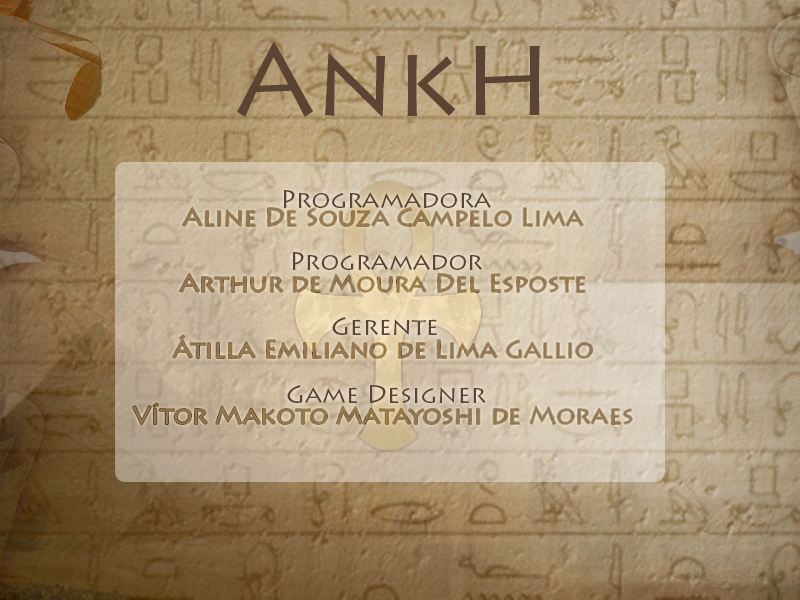 AnkH
Programadora
Aline De Souza Campelo Lima
Programador
Arthur de Moura Del Esposte
Gerente
Átilla Emiliano de Lima Gallio
Game Designer
Vítor Makoto Matayoshi de Moraes